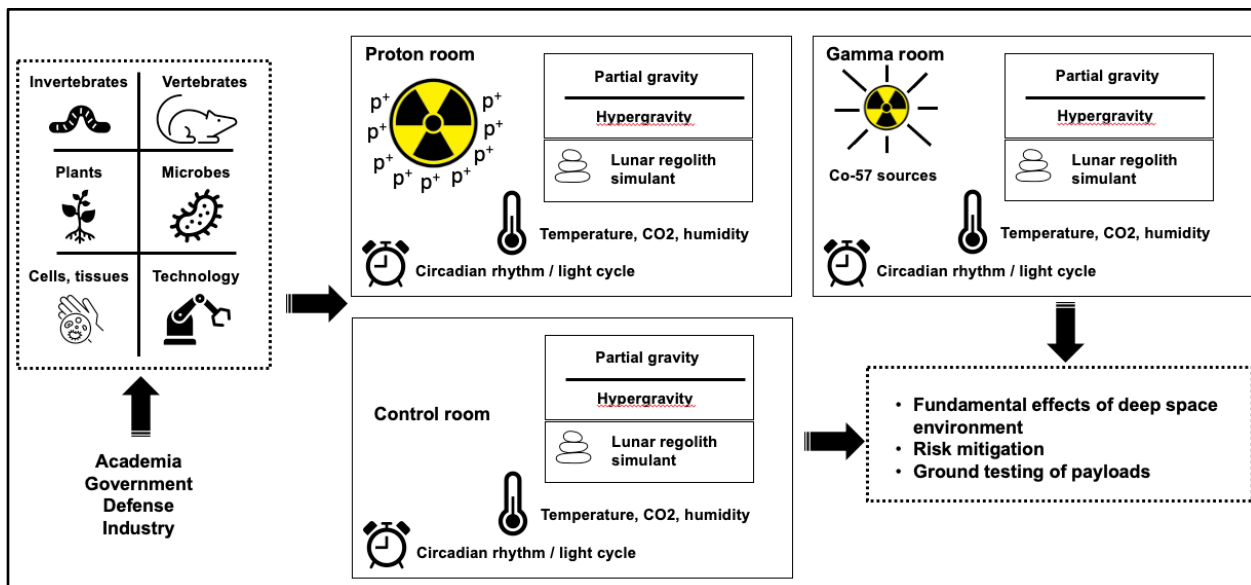 Invertebrates
Vertebrates
Plants
Microbes
Cells, tissues
Technology
Academia
Government
Defense
Industry
Proton room
p+
p+
p+
p+
p+
p+
p+
p+
p+
p+
Partial gravity
Hypergravity
Lunar regolith
simulant
Temperature, CO2, humidity
Circadian rhythm / light cycle
Gamma room
Co-57 sources
Partial gravity
Hypergravity
Lunar regolith
simulant
Temperature, CO2, humidity
Circadian rhythm / light cycle
Control room
Partial gravity
Hypergravity
Lunar regolith
simulant
Temperature, CO2, humidity
Circadian rhythm / light cycle
• Fundamental effects of deep space
environment
• Risk mitigation
• Ground testing of payloads